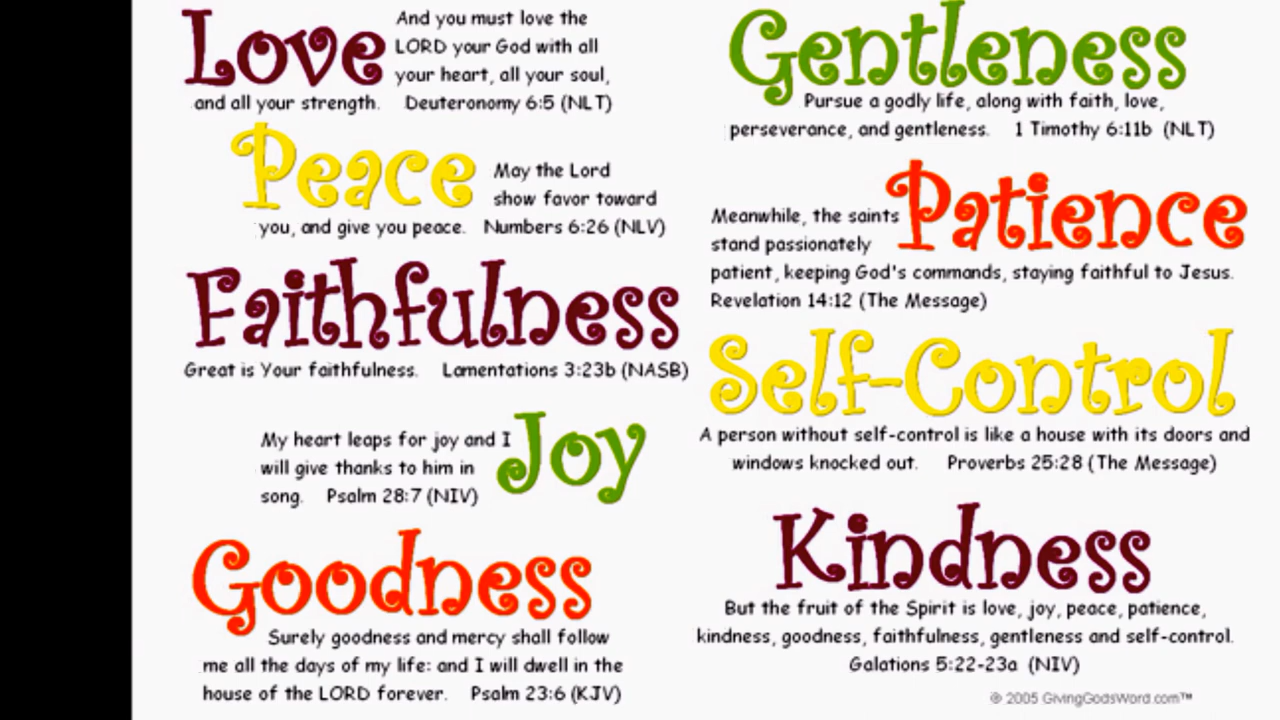 Love
And you must love the
LORD your God with all
your heart, all your soul,
and all your strength. Deuteronomy 6:5 (NLT)
Peace
May the Lord
show favor toward
you, and give you peace. Numbers 6:26 (NLV)
Faithfulness
Great is Your faithfulness. Lamentations 3:23b (NASB)
Joy
My heart leaps for joy and I
will give thanks to him in
song. Psalm 28:7 (NIV)
Goodness
Surely goodness and mercy shall follow
me all the days of my life: and I will dwell in the
house of the LORD forever. Psalm 23:6 (KJV)
Gentleness
Pursue a godly life, along with faith, love,
perseverance, and gentleness. 1 Timothy 6:11b (NLT)
Patience
Meanwhile, the saints
stand passionately
patient, keeping God's commands, staying faithful to Jesus.
Revelation 14:12 (The Message)
Self-Control
A person without self-control is like a house with its doors and
windows knocked out. Proverbs 25:28 (The Message)
Kindness
But the fruit of the Spirit is love, joy, peace, patience,
kindness, goodness, faithfulness, gentleness and self-control.
Galations 5:22-23a (NIV)
© 2005 GivingGodsWord.com™